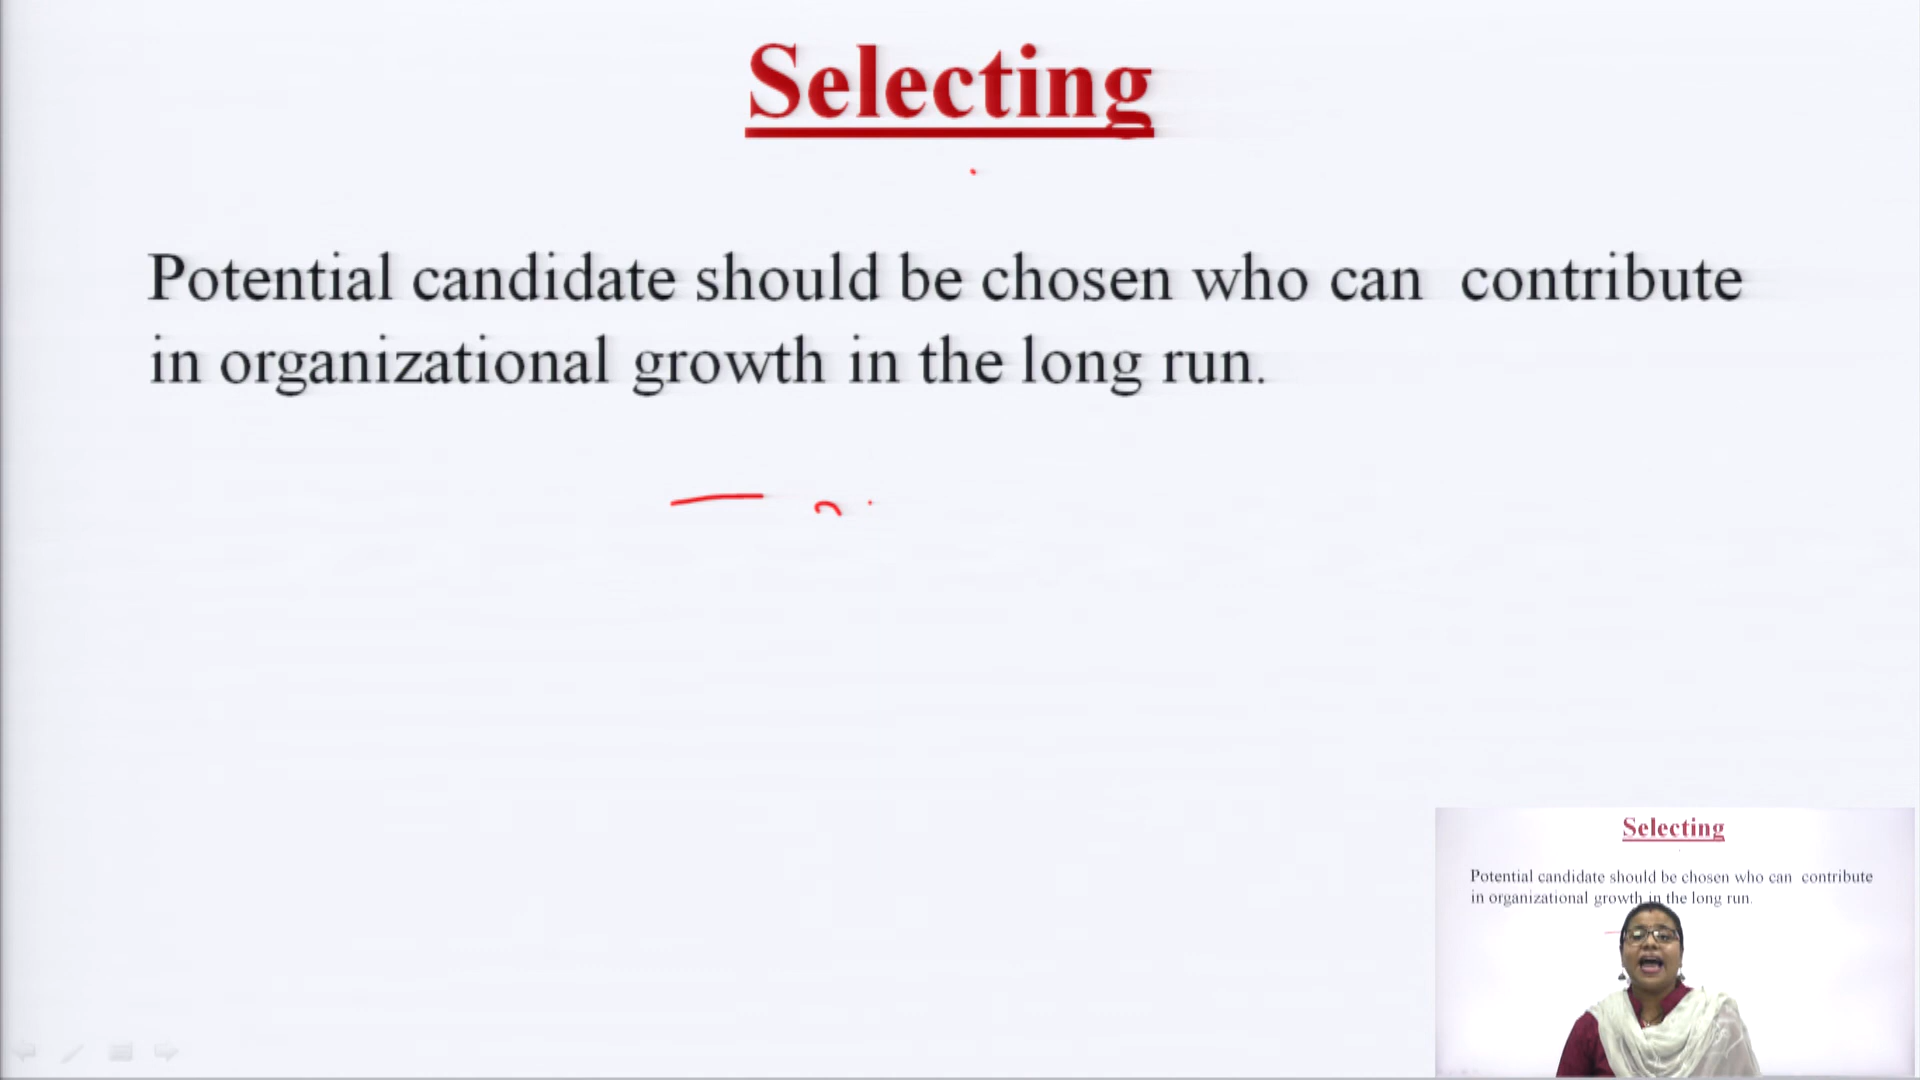 Selecting
Potential candidate should be chosen who can contribute
in organizational growth in the long run.
Selecting
Potential candidate should be chosen who can contribute
in organizational growth in the long run.